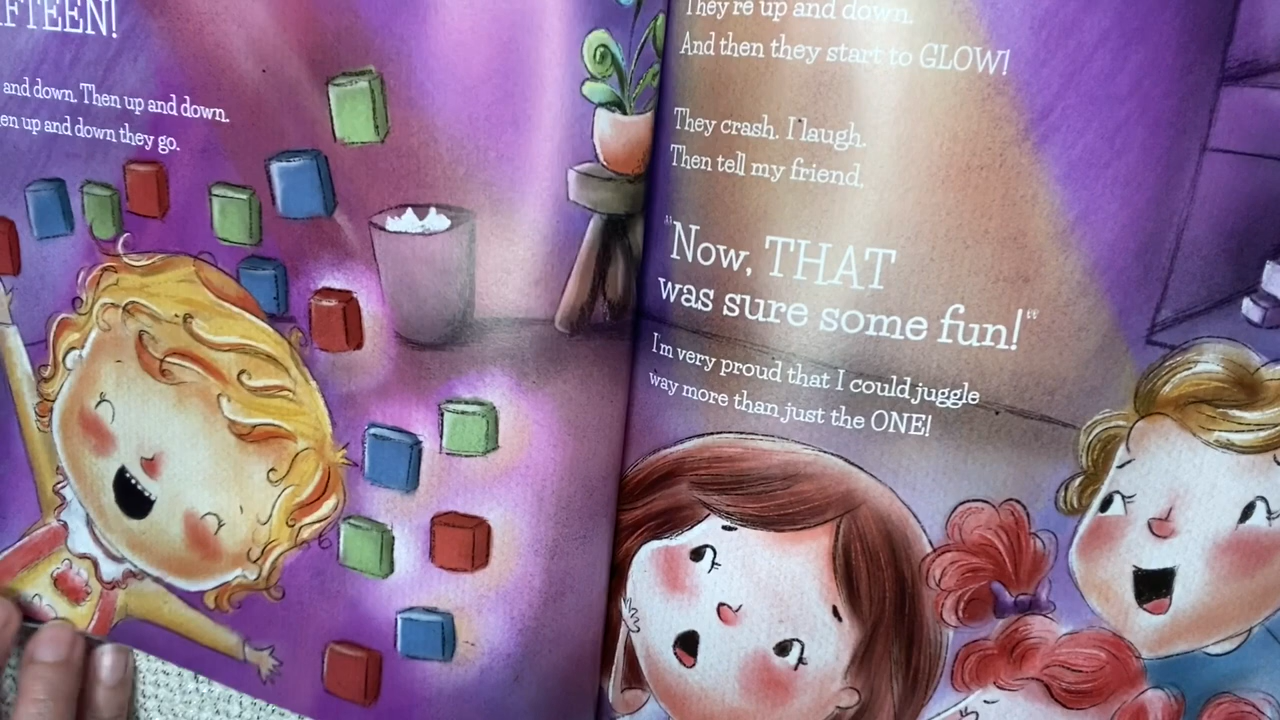 FTEEN!
and down. Then up and down.
en up and down they go.
They're up and down.
And then they start to GLOW!
They crash. I laugh.
Then tell my friend,
"Now, THAT
was sure some fun!"
I'm very proud that I could juggle
way more than just the ONE!